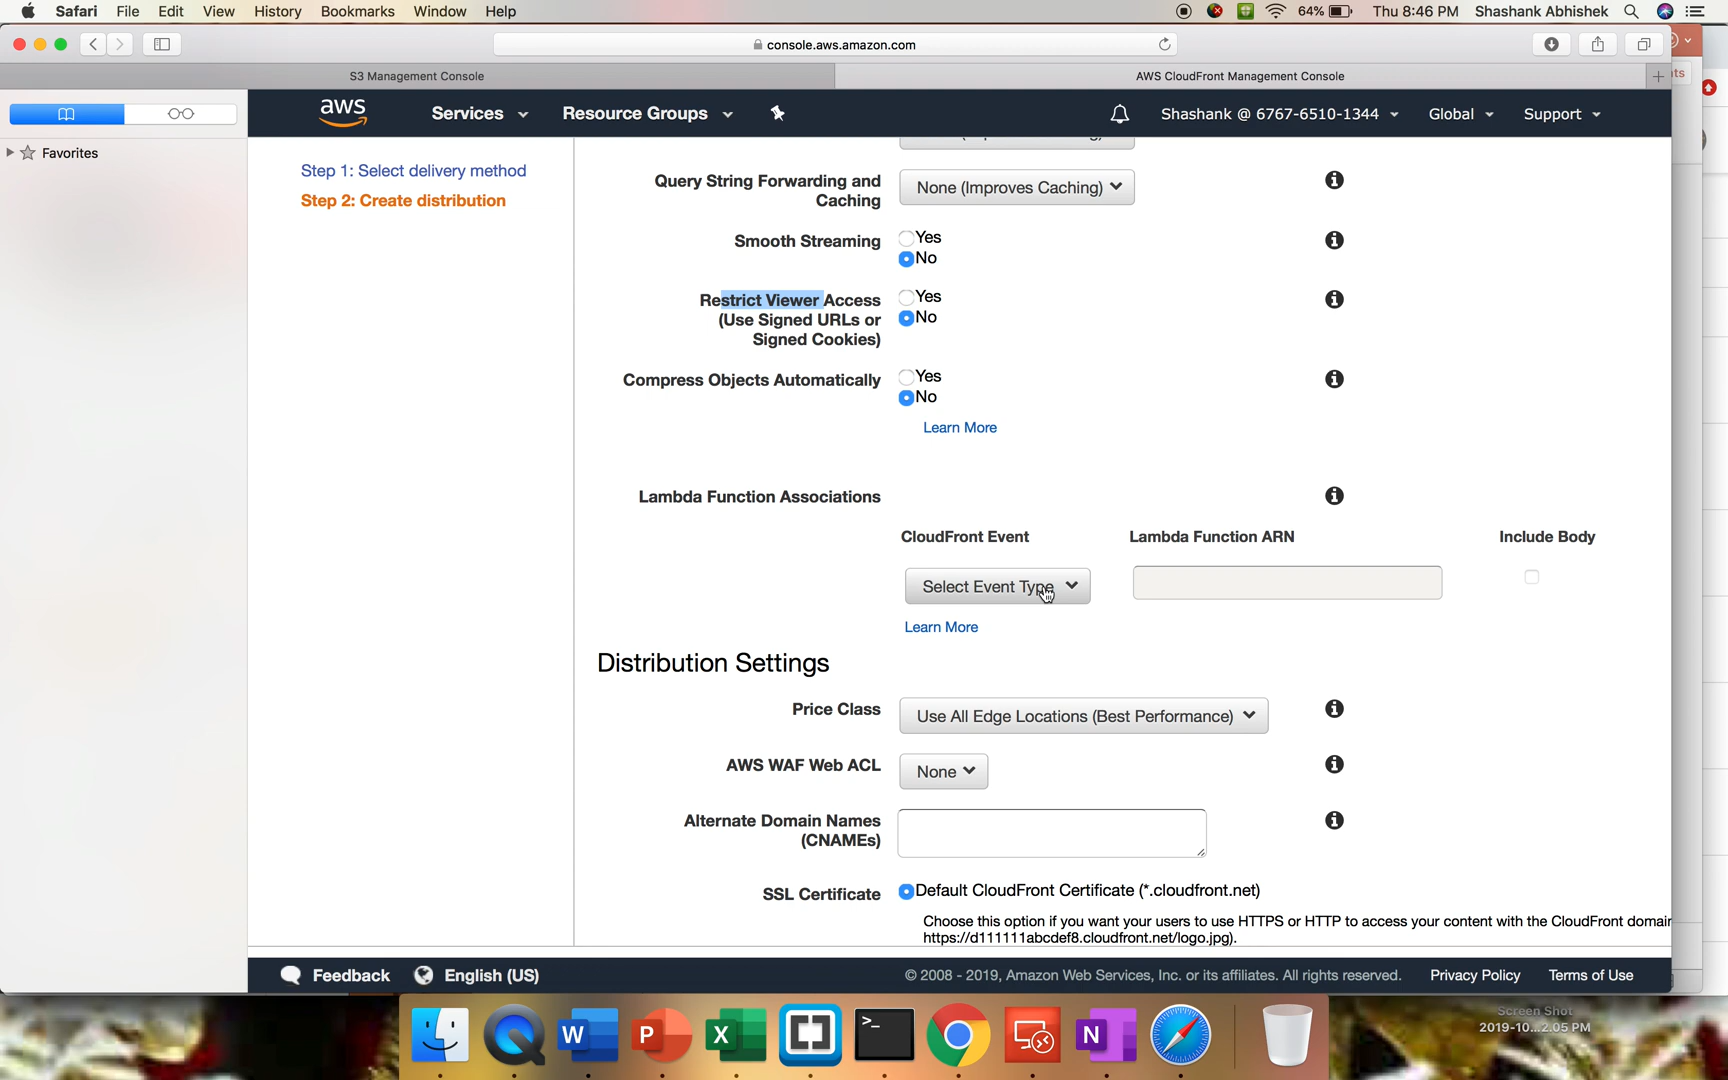 Safari File Edit View History Bookmarks Window Help
64% Thu 8:46 PM Shashank Abhishek
console.aws.amazon.com
S3 Management Console
AWS CloudFront Management Console
ts
aws Services Resource Groups Shashank @ 6767-6510-1344 Global Support
Favorites
Step 1: Select delivery method
Step 2: Create distribution
Query String Forwarding and Caching
None (Improves Caching)
Smooth Streaming
Yes
No
Restrict Viewer Access
(Use Signed URLs or
Signed Cookies)
Yes
No
Compress Objects Automatically
Yes
No
Learn More
Lambda Function Associations
CloudFront Event Lambda Function ARN Include Body
Select Event Type
Learn More
Distribution Settings
Price Class Use All Edge Locations (Best Performance)
AWS WAF Web ACL None
Alternate Domain Names
(CNAMEs)
SSL Certificate Default CloudFront Certificate (*.cloudfront.net)
Choose this option if you want your users to use HTTPS or HTTP to access your content with the CloudFront domai
https://d111111abcdef8.cloudfront.net/logo.jpg).
Feedback English (US) © 2008 - 2019, Amazon Web Services, Inc. or its affiliates. All rights reserved. Privacy Policy Terms of Use
W P X >_ N
Screen Shot
2019-10...2.05 PM